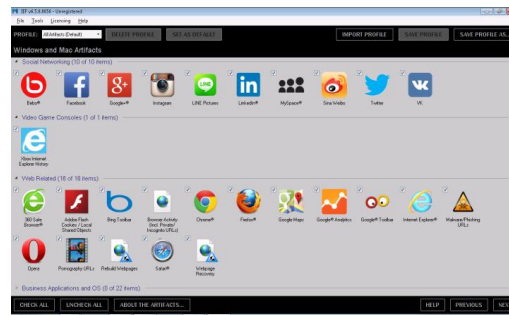 IEF v6.5.6.4656 - Unregistered
File Tools Licensing Help
PROFILE: All Artifacts (Default) DELETE PROFILE SET AS DEFAULT IMPORT PROFILE SAVE PROFILE SAVE PROFILE AS...
Windows and Mac Artifacts
Social Networking (10 of 10 items)
Bebo® Facebook Google+® Instagram LINE Pictures LinkedIn® MySpace® Sina Weibo Twitter VK
Video Game Consoles (1 of 1 items)
Xbox Internet
Explorer History
Web Related (16 of 16 items)
360 Safe Adobe Flash Bing Toolbar Browser Activity Chrome® Firefox® Google Maps Google® Analytics Google® Toolbar Internet Explorer® Malware/Phishing
Browser® Cookies / Local (Incl. Private/ URLs
Shared Objects Incognito URLs)
Opera Pornography URLs Rebuild Webpages Safari® Webpage
Recovery
Business Applications and OS (0 of 22 items)
CHECK ALL UNCHECK ALL ABOUT THE ARTIFACTS... HELP PREVIOUS NEX